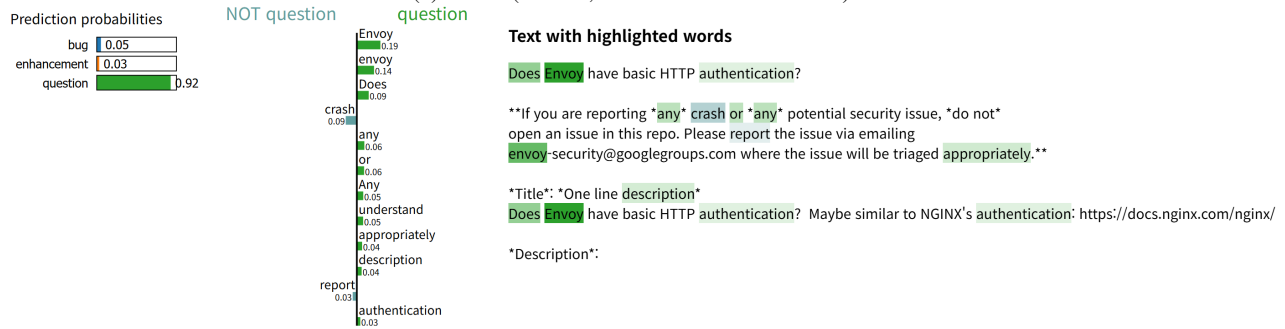 Prediction probabilities
bug 0.05
enhancement 0.03
question 0.92
NOT question question
Envoy
0.19
envoy
0.14
Does
0.09
crash
0.09
any
0.06
or
0.06
Any
0.05
understand
0.05
appropriately
0.04
description
0.04
report
0.03
authentication
0.03
Text with highlighted words
Does Envoy have basic HTTP authentication?
**If you are reporting *any* crash or *any* potential security issue, *do not*
open an issue in this repo. Please report the issue via emailing
envoy-security@googlegroups.com where the issue will be triaged appropriately.**
*Title*: *One line description*
Does Envoy have basic HTTP authentication?  Maybe similar to NGINX's authentication: https://docs.nginx.com/nginx/
*Description*: